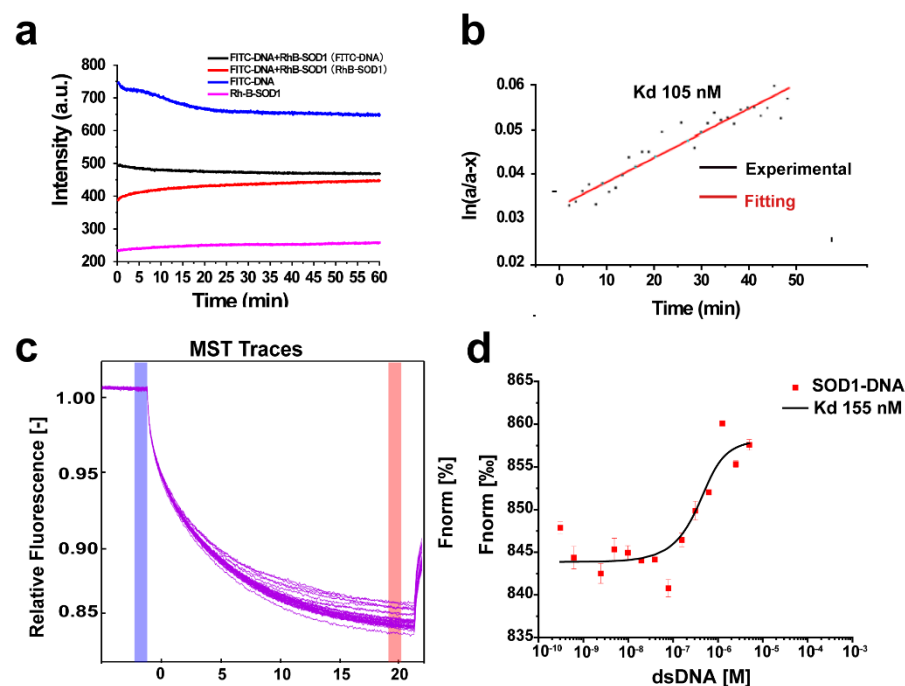 a
FITC-DNA+RhB-SOD1 (FITC-DNA)
FITC-DNA+RhB-SOD1 (RhB-SOD1)
FITC-DNA
Rh-B-SOD1
Intensity (a.u.)
800
700
600
500
400
300
200
0 5 10 15 20 25 30 35 40 45 50 55 60
Time (min)
b
Kd 105 nM
ln(a/a-x)
0.06
0.05
0.04
0.03
0.02
Experimental
Fitting
0 10 20 30 40 50
Time (min)
c
MST Traces
Relative Fluorescence [-]
1.00
0.95
0.90
0.85
0 5 10 15 20
Fnorm [%]
d
SOD1-DNA
Kd 155 nM
Fnorm [‰]
865
860
855
850
845
840
835
10⁻¹⁰ 10⁻⁹ 10⁻⁸ 10⁻⁷ 10⁻⁶ 10⁻⁵ 10⁻⁴ 10⁻³
dsDNA [M]